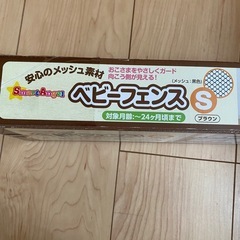 安心のメッシュ素材
おこさまをやさしくガード
向こう側が見える！
(メッシュ：黒色)
ベビーフェンス
S
ブラウン
対象月齢：～24ヶ月頃まで